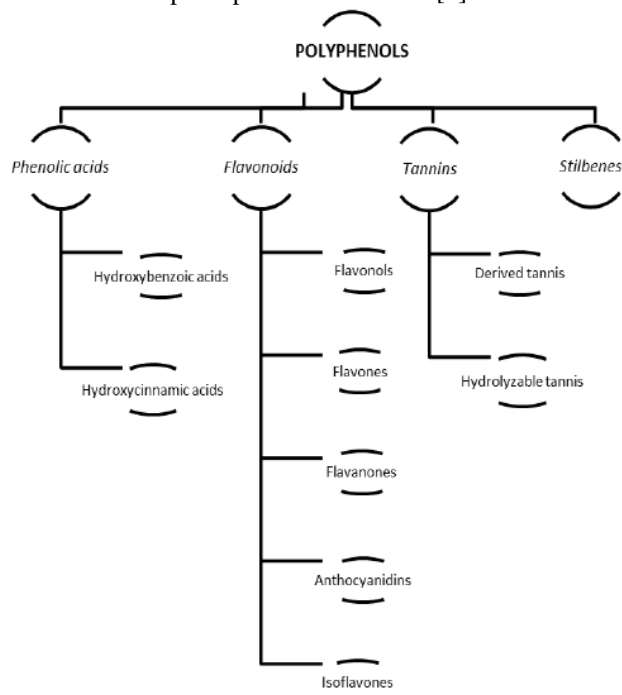 POLYPHENOLS
Phenolic acids
Flavonoids
Tannins
Stilbenes
Hydroxybenzoic acids
Hydroxycinnamic acids
Flavonols
Flavones
Flavanones
Anthocyanidins
Isoflavones
Derived tannis
Hydrolyzable tannis